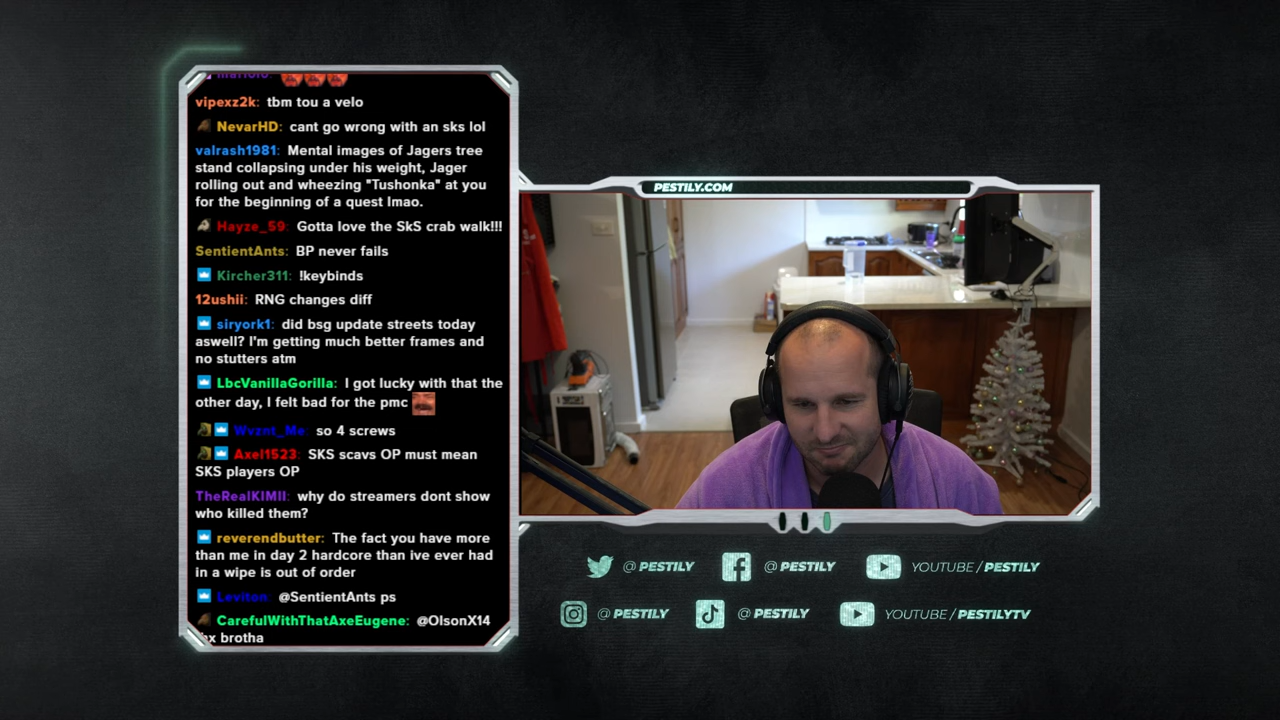 mariolo:
vipexz2k: tbm tou a velo
NevarHD: cant go wrong with an sks lol
valrash1981: Mental images of Jagers tree
stand collapsing under his weight, Jager
rolling out and wheezing "Tushonka" at you
for the beginning of a quest lmao.
Hayze_59: Gotta love the SkS crab walk!!!
SentientAnts: BP never fails
Kircher311: !keybinds
12ushii: RNG changes diff
siryork1: did bsg update streets today
aswell? I'm getting much better frames and
no stutters atm
LbcVanillaGorilla: I got lucky with that the
other day, I felt bad for the pmc
Wvznt_Me: so 4 screws
Axel1523: SKS scavs OP must mean
SKS players OP
TheRealKIMII: why do streamers dont show
who killed them?
reverendbutter: The fact you have more
than me in day 2 hardcore than ive ever had
in a wipe is out of order
Leviton: @SentientAnts ps
CarefulWithThatAxeEugene: @OlsonX14
hx brotha
PESTILY.COM
@PESTILY
@PESTILY
YOUTUBE/PESTILY
@PESTILY
@PESTILY
YOUTUBE/PESTILYTV